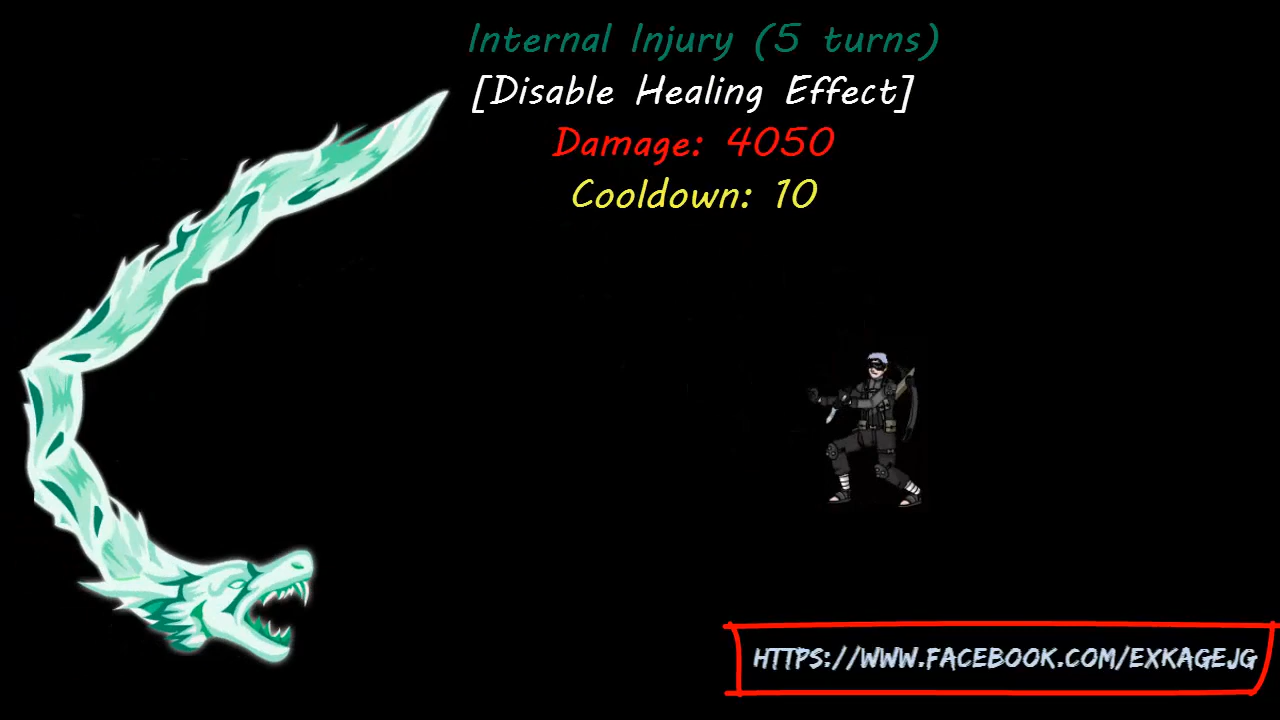 Internal Injury (5 turns)
[Disable Healing Effect]
Damage: 4050
Cooldown: 10
HTTPS://WWW.FACEBOOK.COM/EXKAGEJG